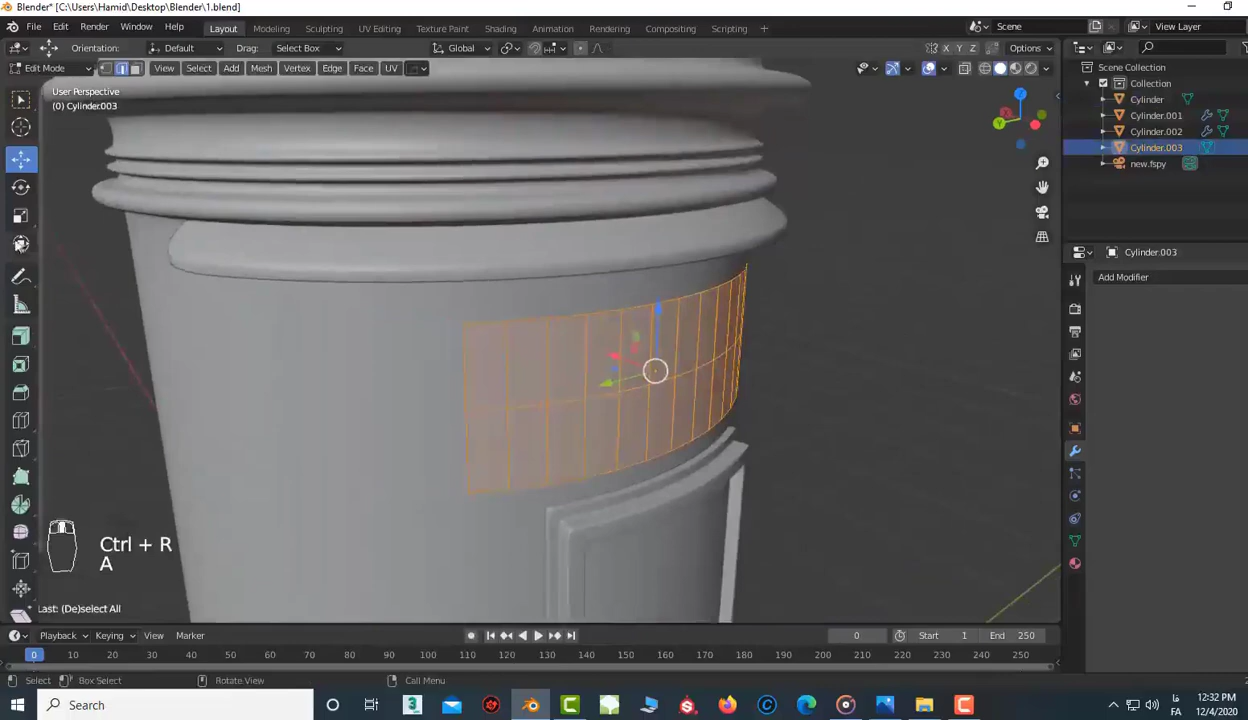 Blender* [C:\Users\Hamid\Desktop\Blender\1.blend]
File Edit Render Window Help Layout Modeling Sculpting UV Editing Texture Paint Shading Animation Rendering Compositing Scripting Scene View Layer
Orientation: Default Drag: Select Box Global X Y Z Options
Edit Mode View Select Add Mesh Vertex Edge Face UV
Scene Collection
Collection
Cylinder
Cylinder.001
Cylinder.002
Cylinder.003
new.fspy
User Perspective
(0) Cylinder.003
Z
Y
Cylinder.003
Add Modifier
Ctrl + R
A
Last: (De)select All
Playback Keying View Marker 0 Start 1 End 250
0 10 20 30 40 50 60 70 80 90 100 110 120 130 140 150 160 170 180 190 200 210 220 230 240 250
Select Box Select Rotate View Call Menu
Search
فا
FA
12:32 PM
12/4/2020